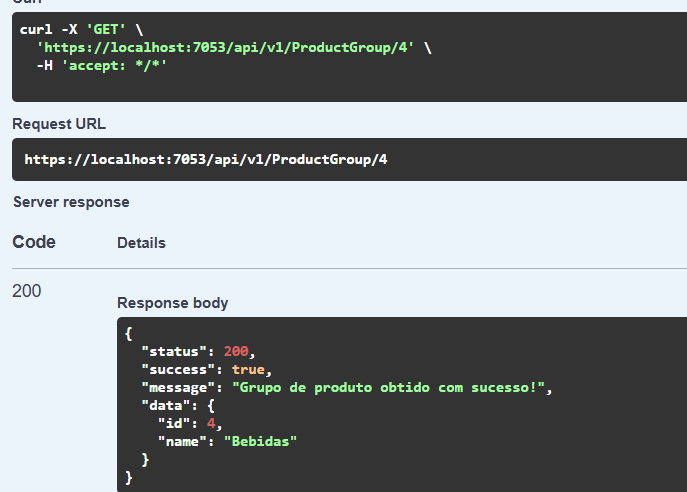 Curl
curl -X 'GET' \
'https://localhost:7053/api/v1/ProductGroup/4' \
-H 'accept: */*'
Request URL
https://localhost:7053/api/v1/ProductGroup/4
Server response
Code Details
200
Response body
{
"status": 200,
"success": true,
"message": "Grupo de produto obtido com sucesso!",
"data": {
"id": 4,
"name": "Bebidas"
}
}